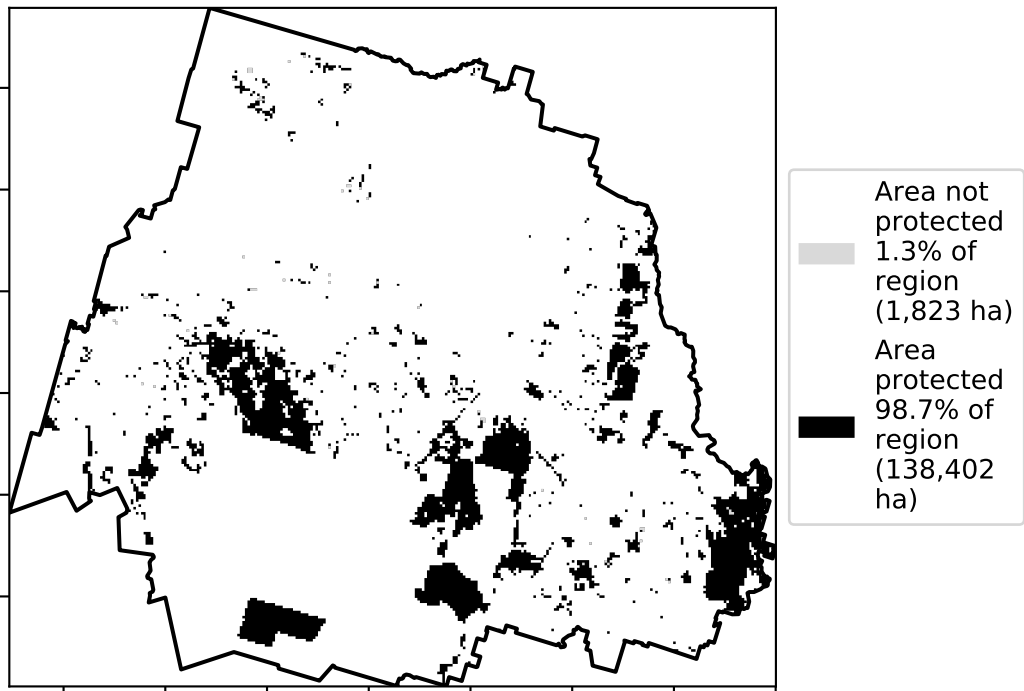 Area not
protected
1.3% of
region
(1,823 ha)
Area
protected
98.7% of
region
(138,402
ha)